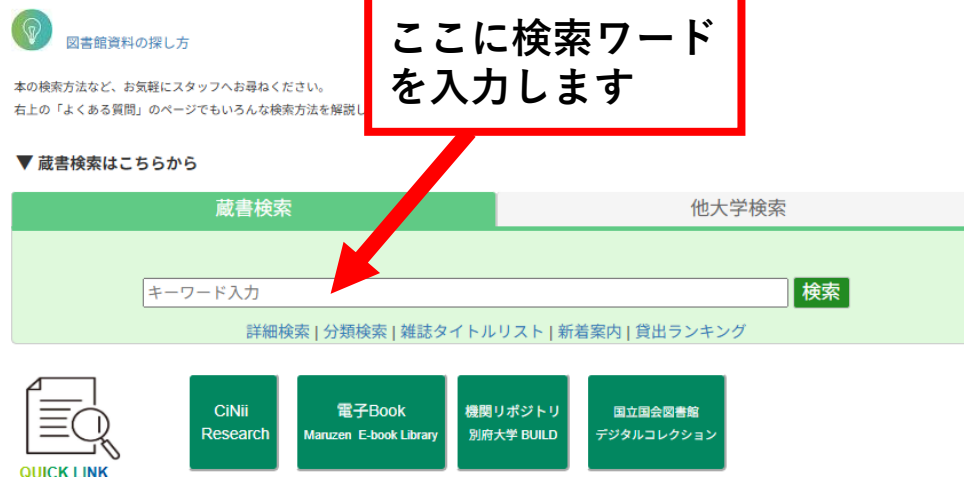 ここに検索ワード
を入力します
図書館資料の探し方
本の検索方法など、お気軽にスタッフへお尋ねください。
右上の「よくある質問」のページでもいろんな検索方法を解説し
▼ 蔵書検索はこちらから
蔵書検索
他大学検索
キーワード入力
検索
詳細検索 | 分類検索 | 雑誌タイトルリスト | 新着案内 | 貸出ランキング
CiNii
Research
電子Book
Maruzen E-book Library
機関リポジトリ
別府大学 BUILD
国立国会図書館
デジタルコレクション
QUICK LINK